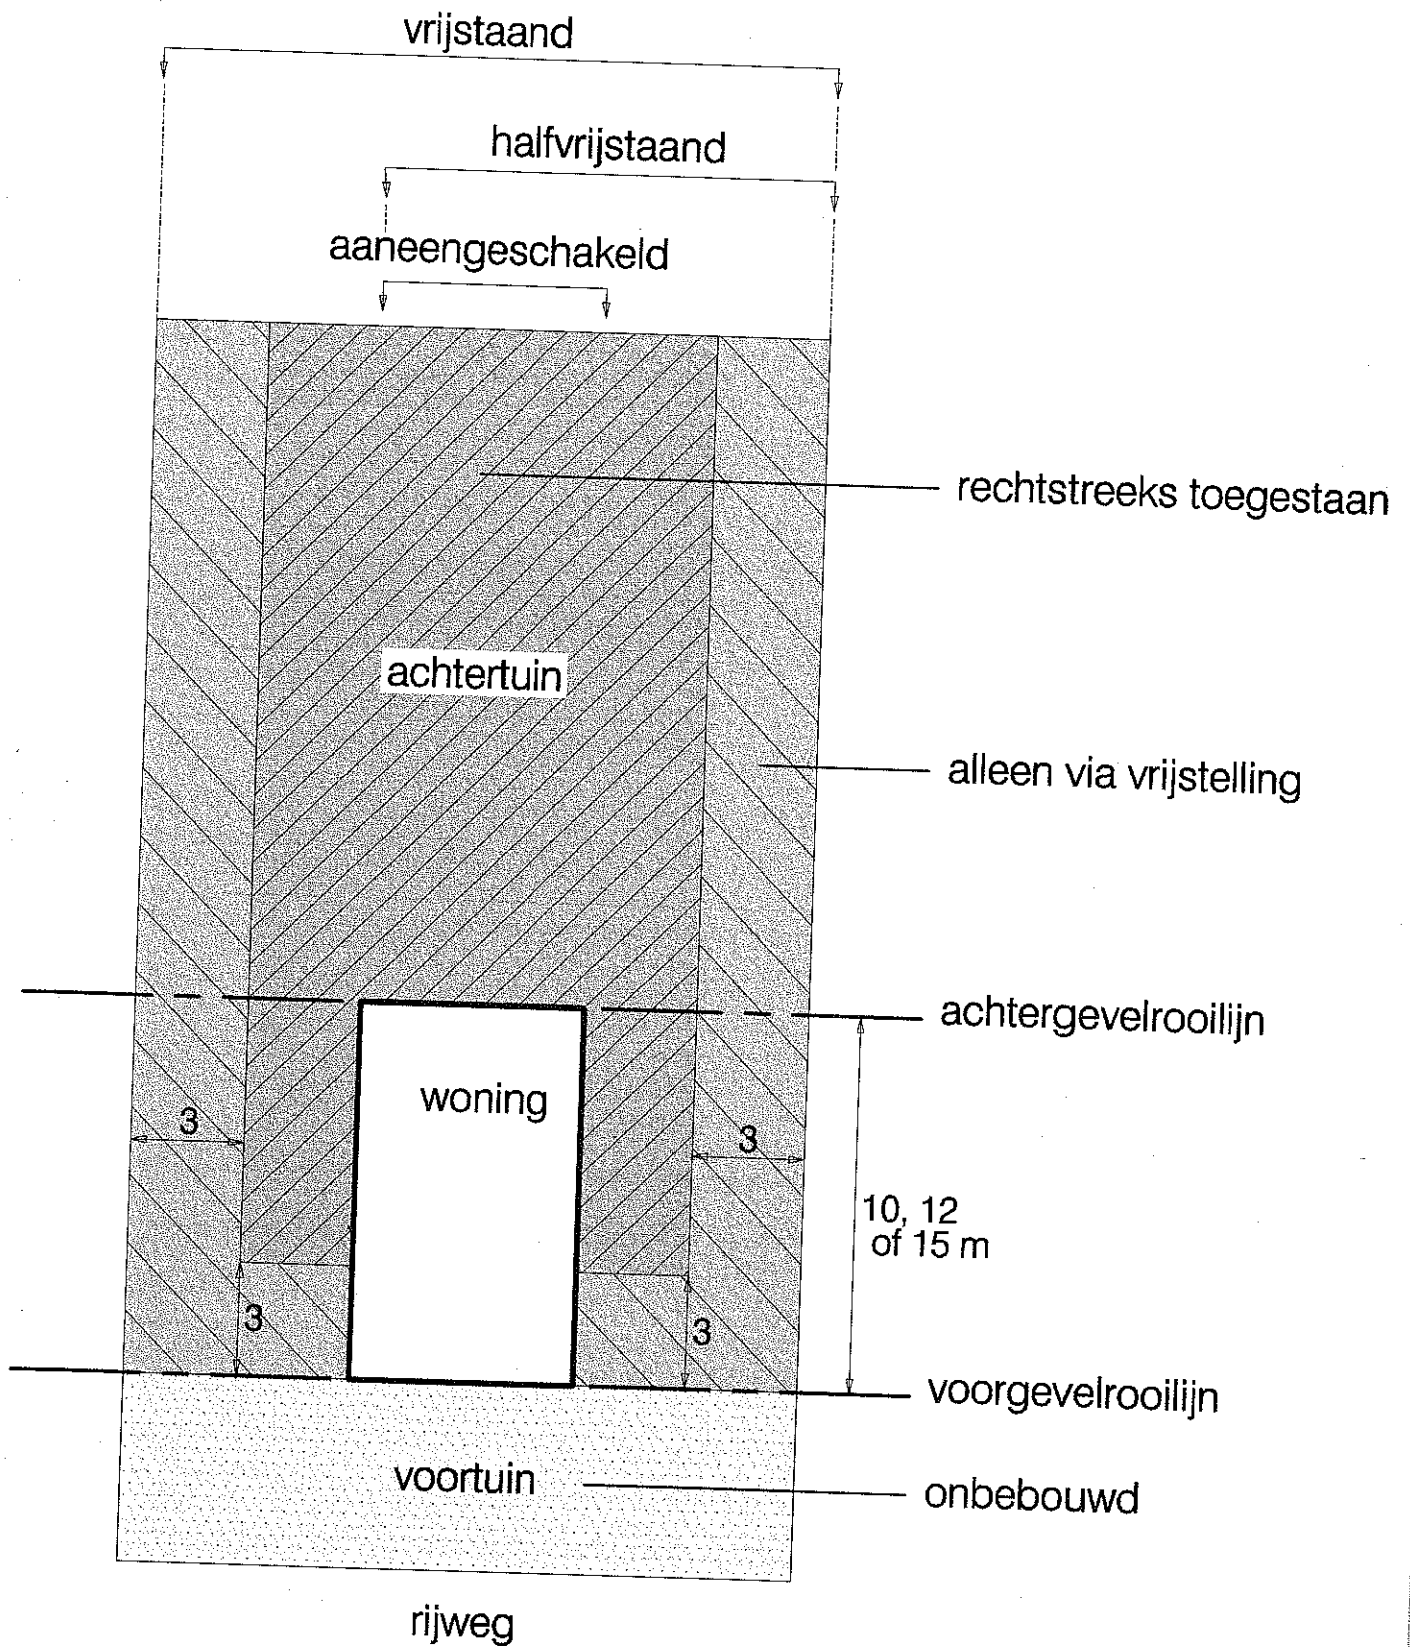 vrijstaand
halfvrijstaand
aaneengeschakeld
rechtstreeks toegestaan
achtertuin
alleen via vrijstelling
achtergevelrooilijn
woning
3
3
10, 12
of 15 m
3
3
voorgevelrooilijn
voortuin
onbebouwd
rijweg